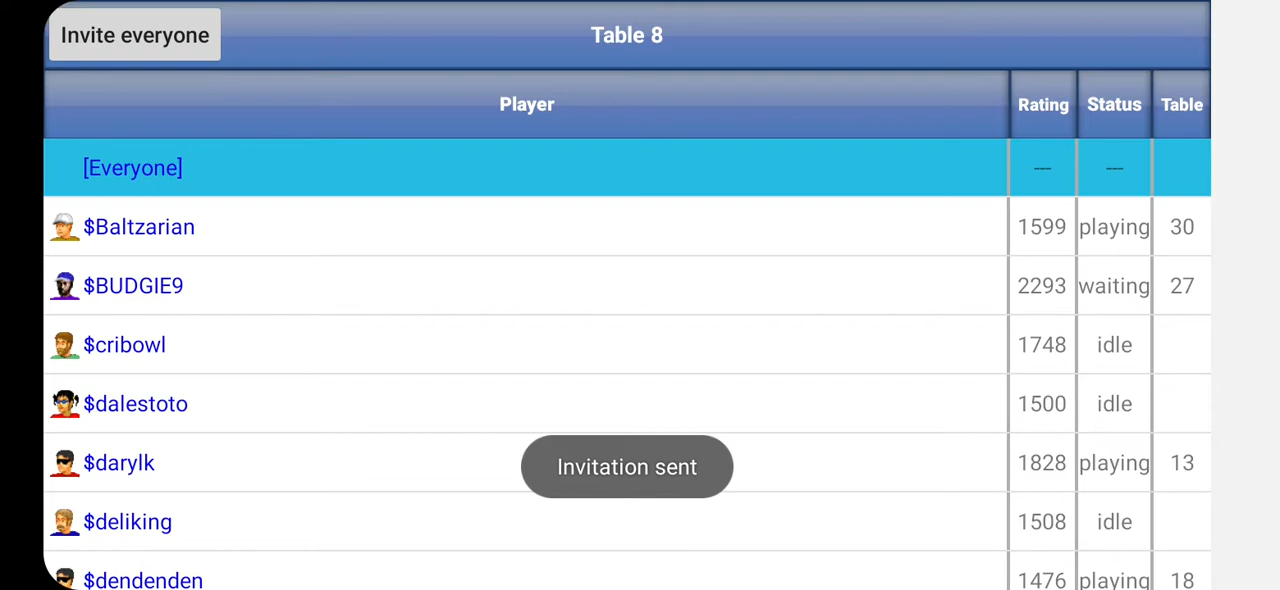 Invite everyone
Table 8
Player Rating Status Table
[Everyone] --- ---
$Baltzarian 1599 playing 30
$BUDGIE9 2293 waiting 27
$cribowl 1748 idle
$dalestoto 1500 idle
$darylk 1828 playing 13
Invitation sent
$deliking 1508 idle
$dendenden 1476 playing 18